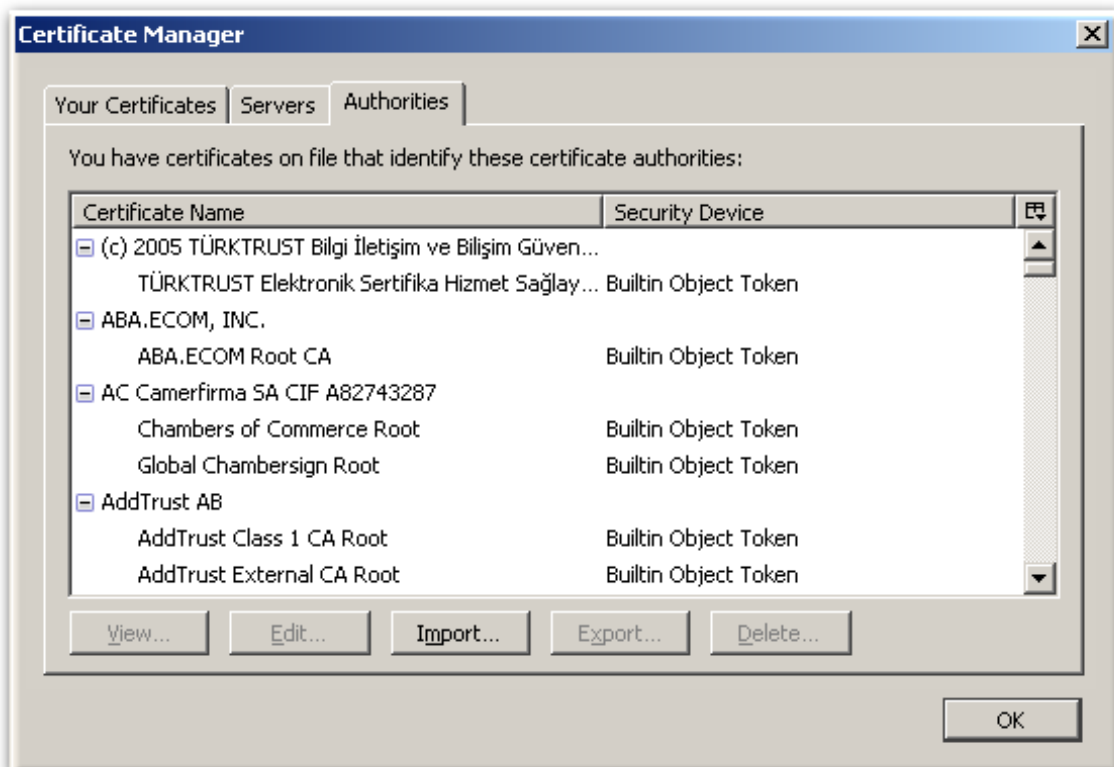 Certificate Manager
Your Certificates Servers Authorities
You have certificates on file that identify these certificate authorities:
Certificate Name Security Device
(c) 2005 TÜRKTRUST Bilgi İletişim ve Bilişim Güven...
TÜRKTRUST Elektronik Sertifika Hizmet Sağlay... Builtin Object Token
ABA.ECOM, INC.
ABA.ECOM Root CA Builtin Object Token
AC Camerfirma SA CIF A82743287
Chambers of Commerce Root Builtin Object Token
Global Chambersign Root Builtin Object Token
AddTrust AB
AddTrust Class 1 CA Root Builtin Object Token
AddTrust External CA Root Builtin Object Token
View... Edit... Import... Export... Delete...
OK